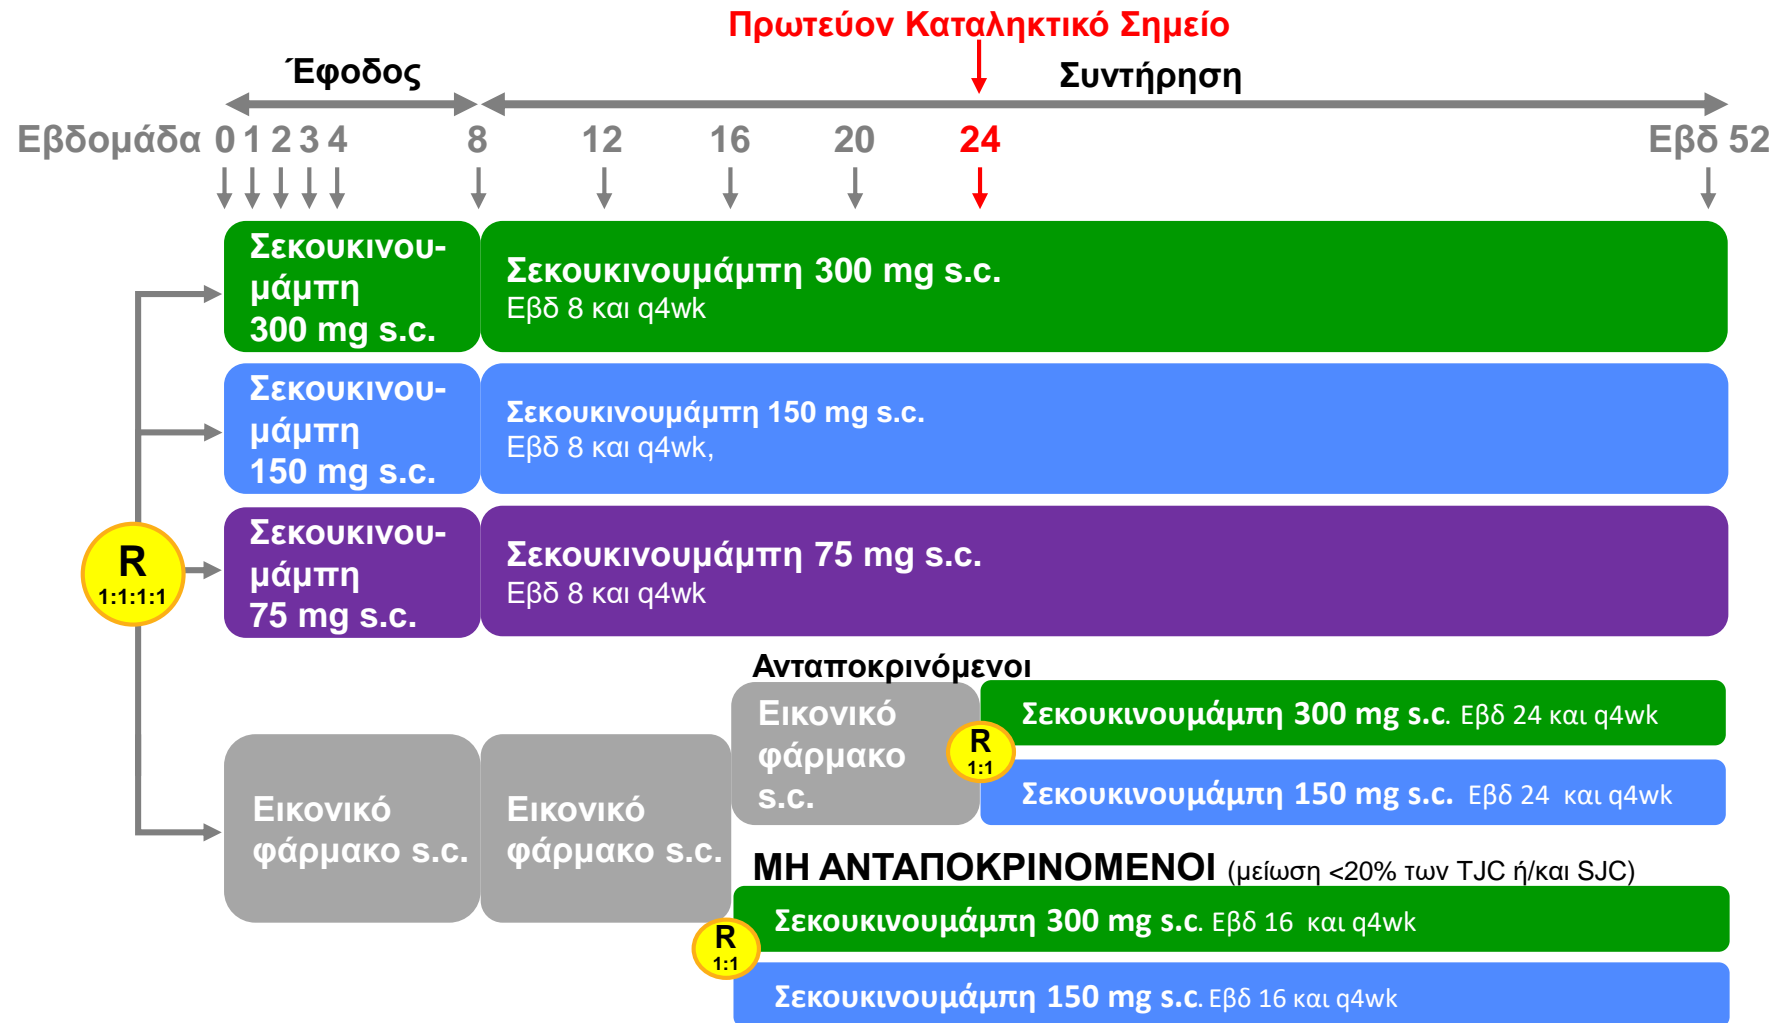 Πρωτεύον Καταληκτικό Σημείο
Έφοδος
Συντήρηση
Εβδομάδα 0 1 2 3 4 8 12 16 20 24 Εβδ 52
Σεκουκινου-
μάμπη
300 mg s.c.
Σεκουκινουμάμπη 300 mg s.c.
Εβδ 8 και q4wk
Σεκουκινου-
μάμπη
150 mg s.c.
Σεκουκινουμάμπη 150 mg s.c.
Εβδ 8 και q4wk,
R
1:1:1:1
Σεκουκινου-
μάμπη
75 mg s.c.
Σεκουκινουμάμπη 75 mg s.c.
Εβδ 8 και q4wk
Ανταποκρινόμενοι
Εικονικό
φάρμακο
s.c.
R
1:1
Σεκουκινουμάμπη 300 mg s.c. Εβδ 24 και q4wk
Σεκουκινουμάμπη 150 mg s.c. Εβδ 24 και q4wk
Εικονικό
φάρμακο s.c.
Εικονικό
φάρμακο s.c.
ΜΗ ΑΝΤΑΠΟΚΡΙΝΟΜΕΝΟΙ (μείωση <20% των TJC ή/και SJC)
R
1:1
Σεκουκινουμάμπη 300 mg s.c. Εβδ 16 και q4wk
Σεκουκινουμάμπη 150 mg s.c. Εβδ 16 και q4wk